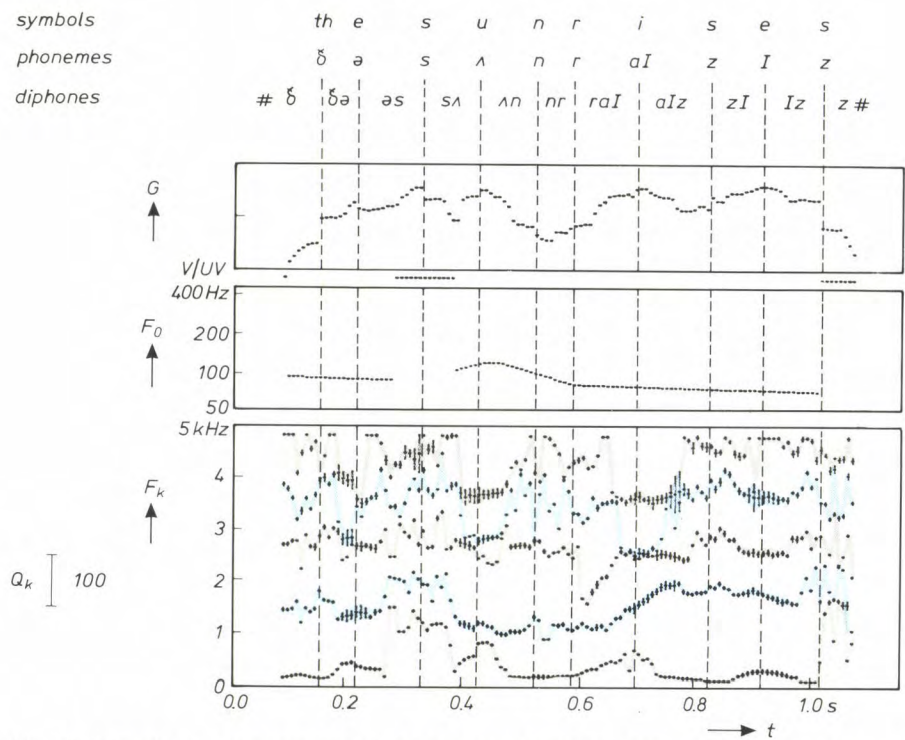 symbols th e s u n r i s e s
phonemes ð ə s ʌ n r aI z I z
diphones # ð ðə əs sʌ ʌn nr raI aIz zI Iz z #
G
V/UV
400 Hz
F₀
200
100
50
5 kHz
4
F_k
3
2
Q_k 100
1
0
0.0 0.2 0.4 0.6 0.8 1.0 s
t